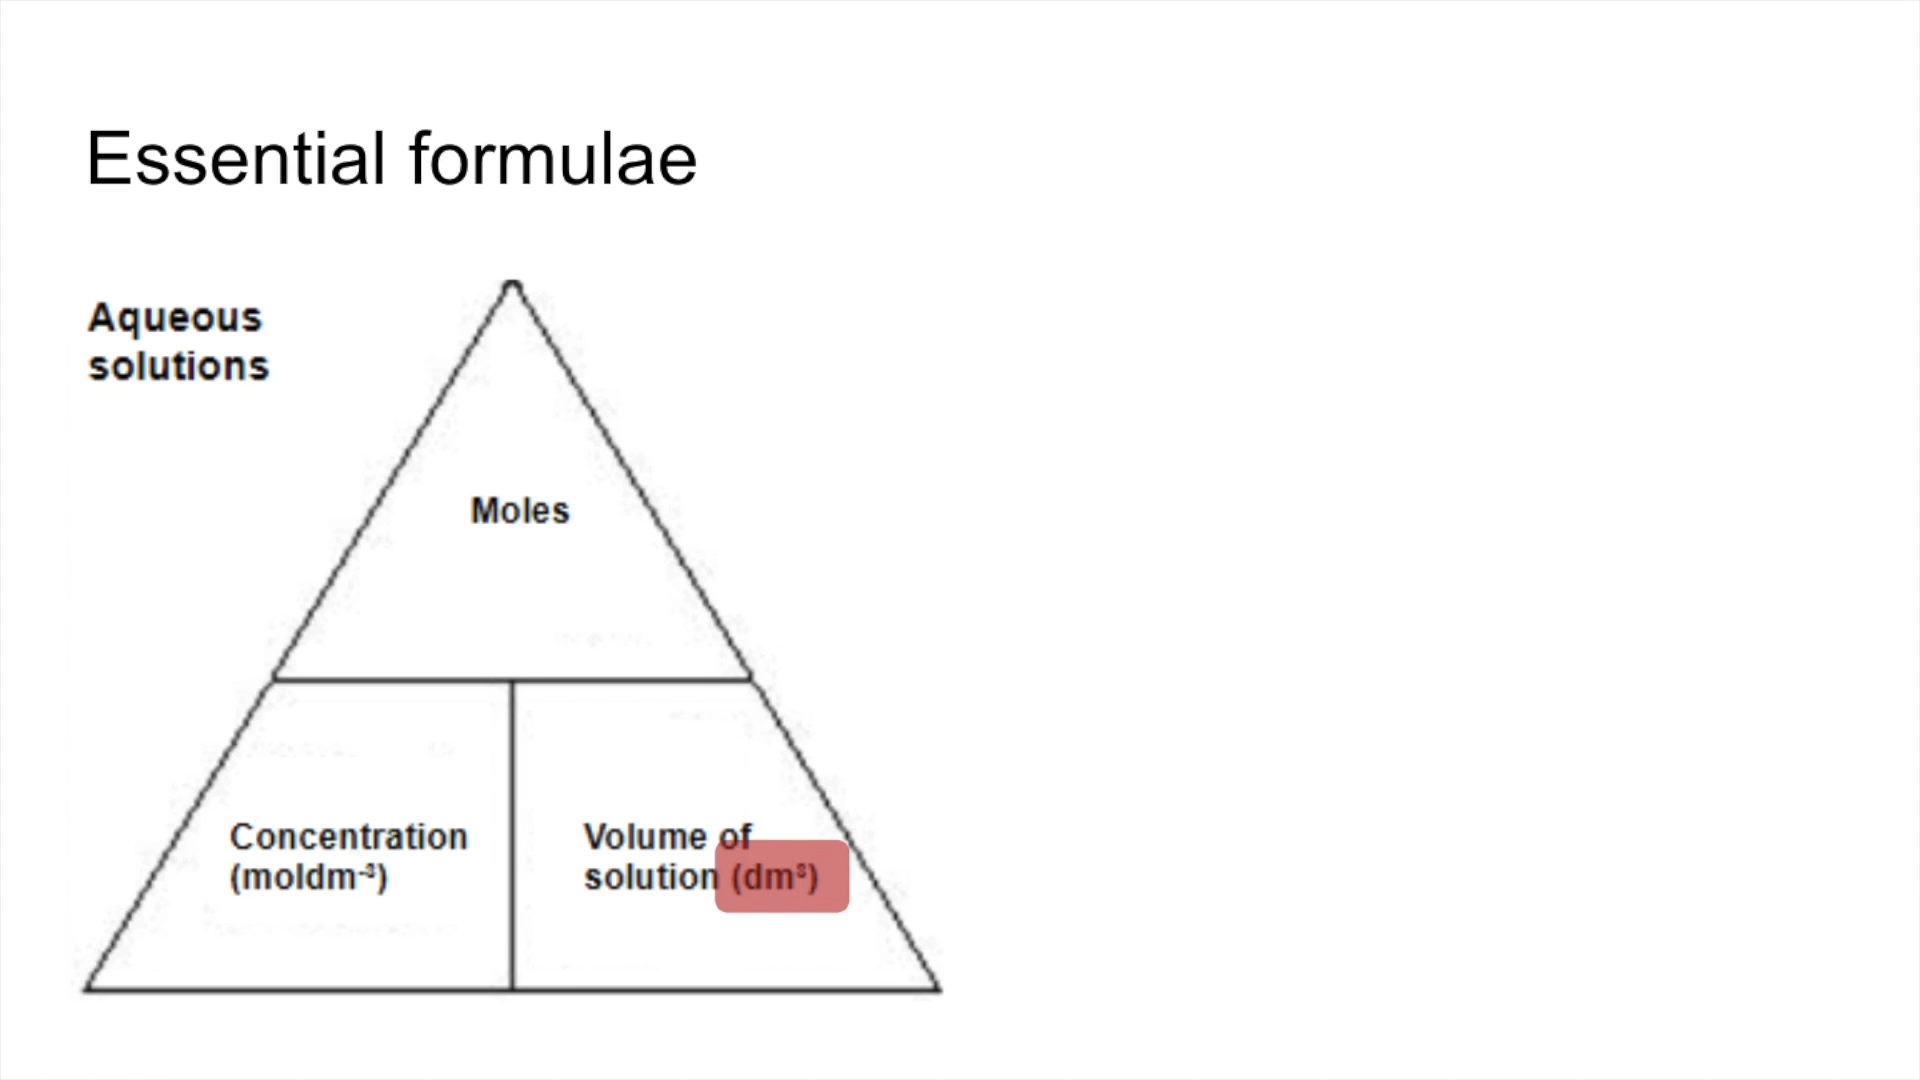 Essential formulae
Aqueous
solutions
Moles
Concentration
(moldm⁻³)
Volume of
solution (dm³)